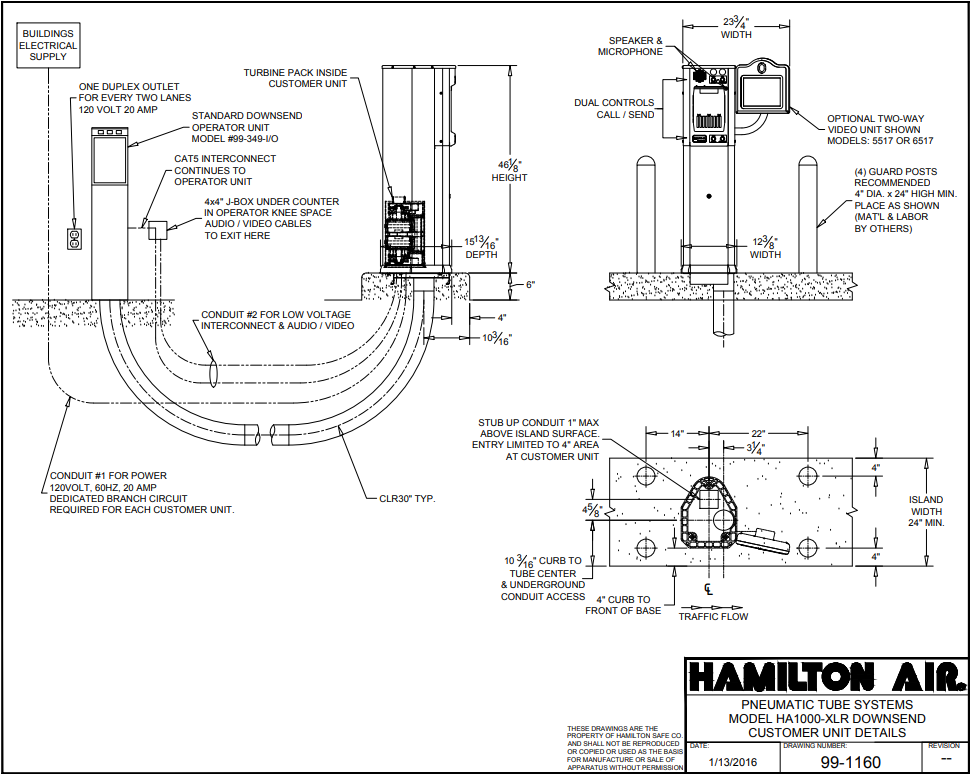 BUILDINGS
ELECTRICAL
SUPPLY
ONE DUPLEX OUTLET
FOR EVERY TWO LANES
120 VOLT 20 AMP
STANDARD DOWNSEND
OPERATOR UNIT
MODEL #99-349-I/O
CAT5 INTERCONNECT
CONTINUES TO
OPERATOR UNIT
4x4" J-BOX UNDER COUNTER
IN OPERATOR KNEE SPACE
AUDIO / VIDEO CABLES
TO EXIT HERE
TURBINE PACK INSIDE
CUSTOMER UNIT
46 1/8"
HEIGHT
15 13/16"
DEPTH
6"
4"
10 3/16"
CONDUIT #2 FOR LOW VOLTAGE
INTERCONNECT & AUDIO / VIDEO
CONDUIT #1 FOR POWER
120VOLT, 60HZ, 20 AMP
DEDICATED BRANCH CIRCUIT
REQUIRED FOR EACH CUSTOMER UNIT.
CLR30" TYP.
23 3/4"
WIDTH
SPEAKER &
MICROPHONE
DUAL CONTROLS
CALL / SEND
OPTIONAL TWO-WAY
VIDEO UNIT SHOWN
MODELS: 5517 OR 6517
(4) GUARD POSTS
RECOMMENDED
4" DIA. x 24" HIGH MIN.
PLACE AS SHOWN
(MAT'L & LABOR
BY OTHERS)
12 3/8"
WIDTH
STUB UP CONDUIT 1" MAX
ABOVE ISLAND SURFACE.
ENTRY LIMITED TO 4" AREA
AT CUSTOMER UNIT
14"
22"
3 1/4"
4"
ISLAND
WIDTH
24" MIN.
4 5/8"
4"
10 3/16" CURB TO
TUBE CENTER
& UNDERGROUND
CONDUIT ACCESS
4" CURB TO
FRONT OF BASE
CL
TRAFFIC FLOW
HAMILTON AIR.
PNEUMATIC TUBE SYSTEMS
MODEL HA1000-XLR DOWNSEND
CUSTOMER UNIT DETAILS
THESE DRAWINGS ARE THE
PROPERTY OF HAMILTON SAFE CO.
AND SHALL NOT BE REPRODUCED
OR COPIED OR USED AS THE BASIS
FOR MANUFACTURE OR SALE OF
APPARATUS WITHOUT PERMISSION
DATE:
1/13/2016
DRAWING NUMBER:
99-1160
REVISION
--